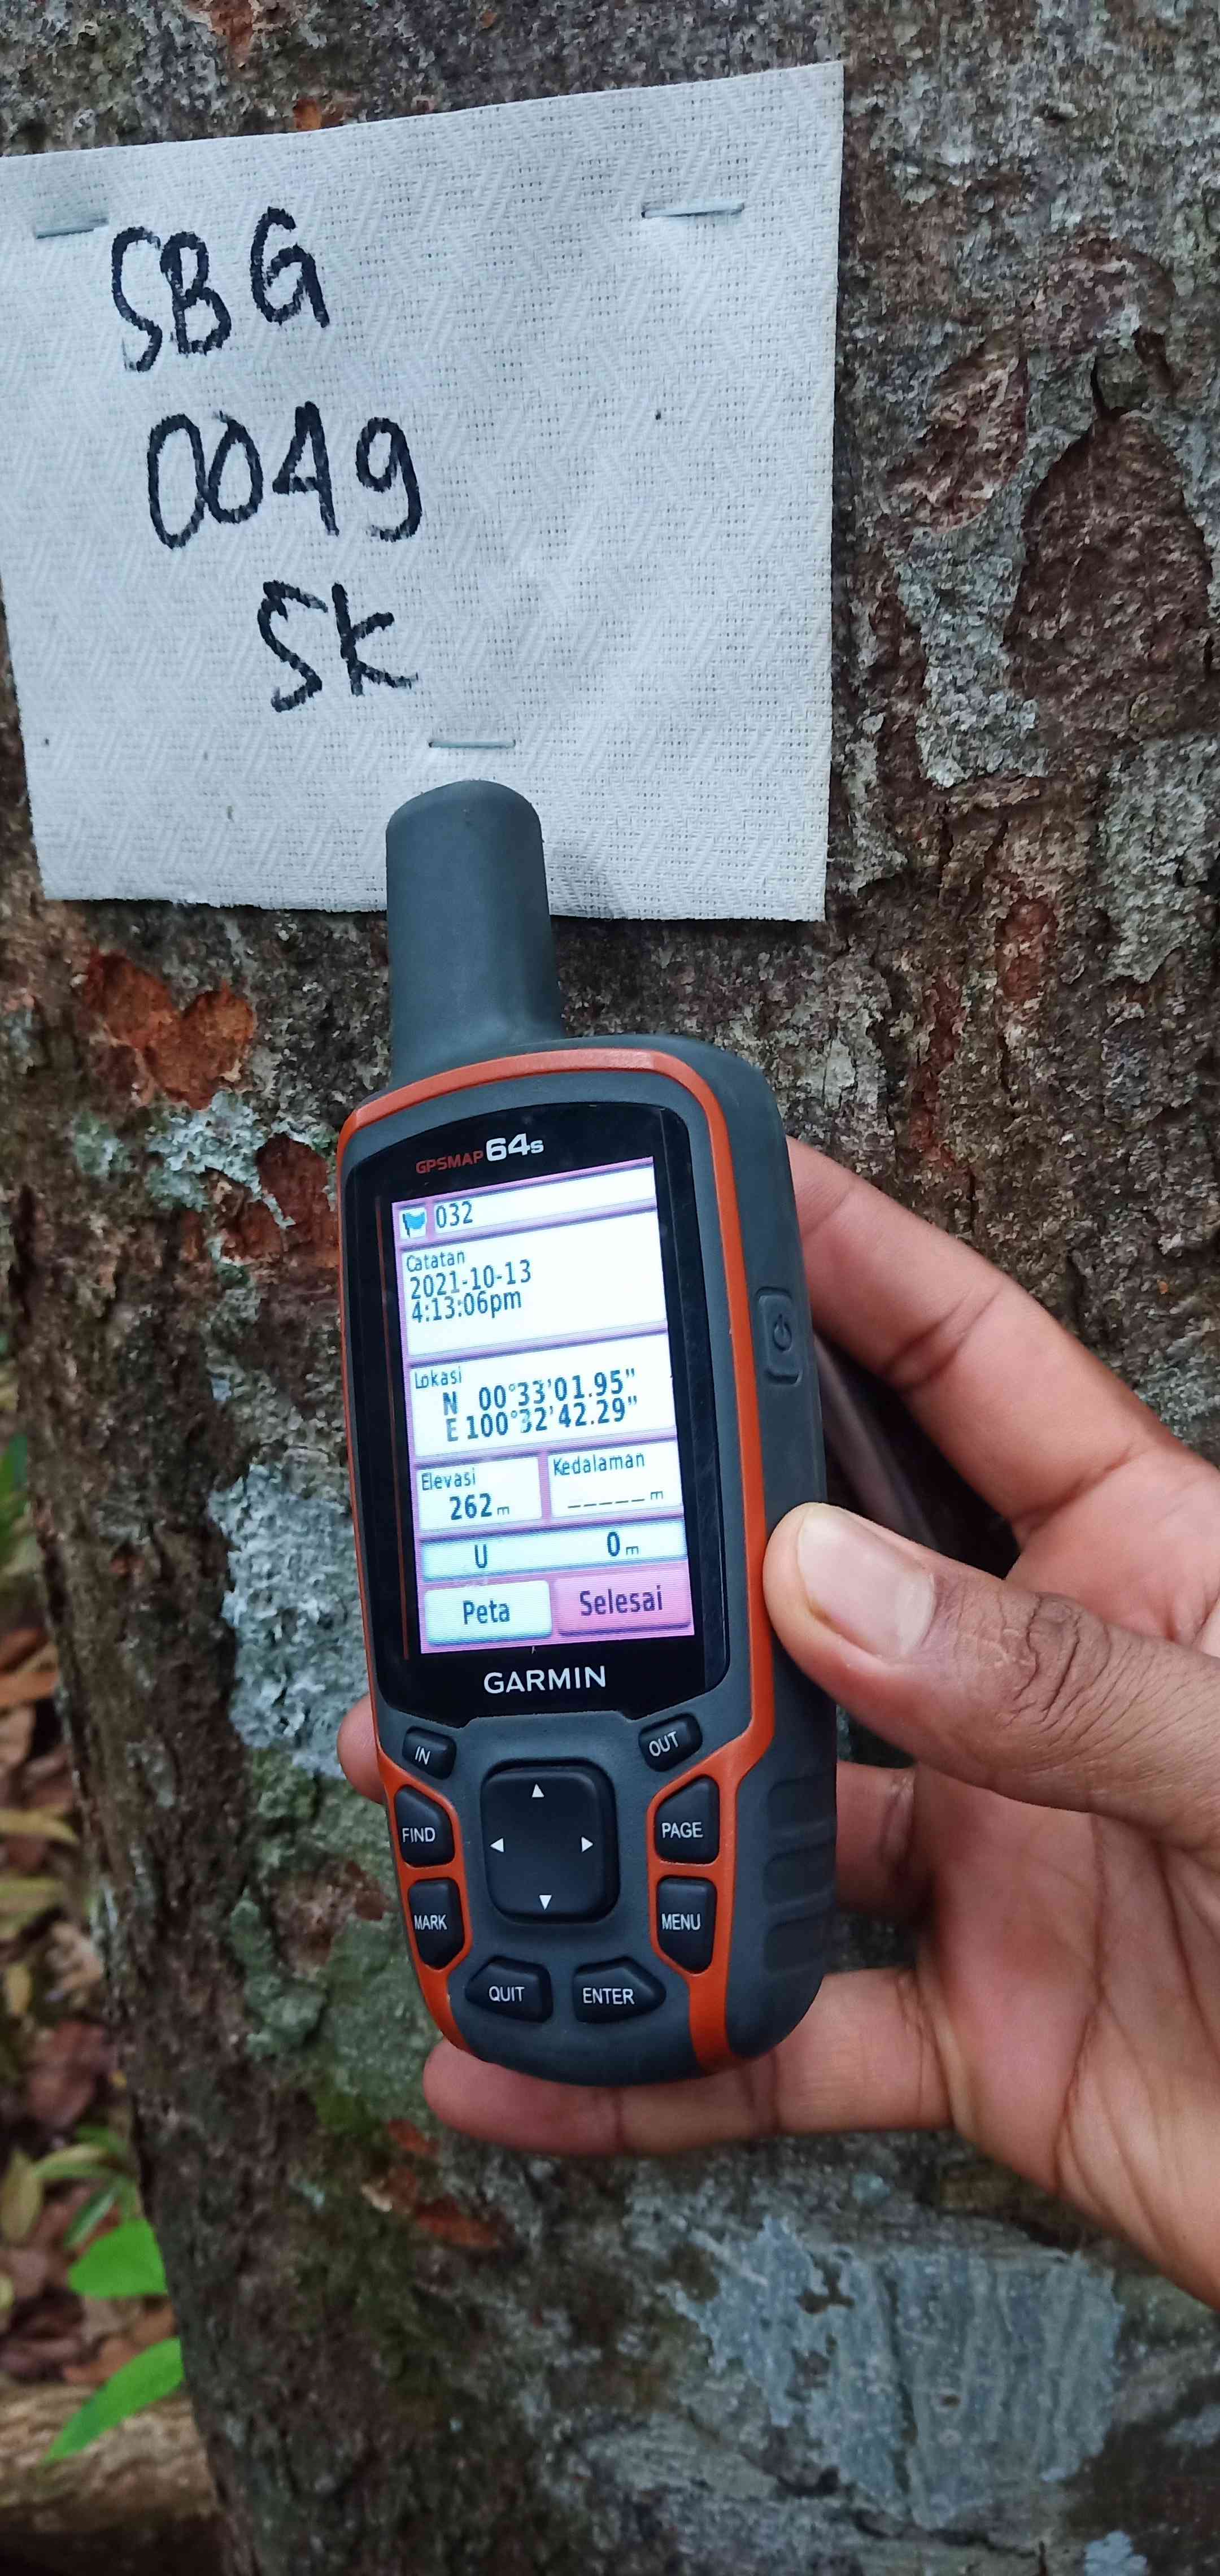 SBG
0049
SK
GPSMAP 64s
032
Catatan
2021-10-13
4:13:06pm
Lokasi
N 00°33'01.95"
E 100°32'42.29"
Elevasi
262 m
Kedalaman
_____ m
U 0 m
Peta Selesai
GARMIN
IN OUT
FIND PAGE
MARK MENU
QUIT ENTER